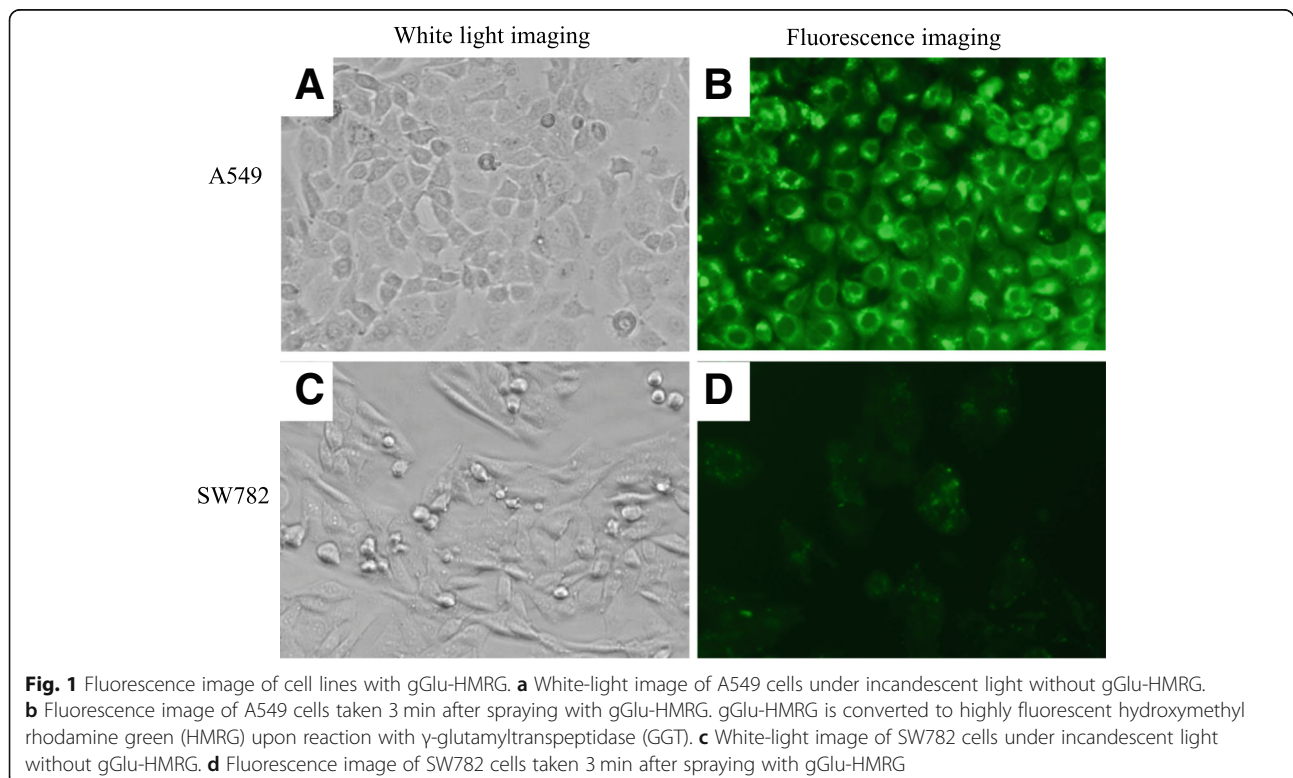 White light imaging
Fluorescence imaging
A
B
A549
C
D
SW782
Fig. 1 Fluorescence image of cell lines with gGlu-HMRG. a White-light image of A549 cells under incandescent light without gGlu-HMRG.
b Fluorescence image of A549 cells taken 3 min after spraying with gGlu-HMRG. gGlu-HMRG is converted to highly fluorescent hydroxymethyl
rhodamine green (HMRG) upon reaction with γ-glutamyltranspeptidase (GGT). c White-light image of SW782 cells under incandescent light
without gGlu-HMRG. d Fluorescence image of SW782 cells taken 3 min after spraying with gGlu-HMRG